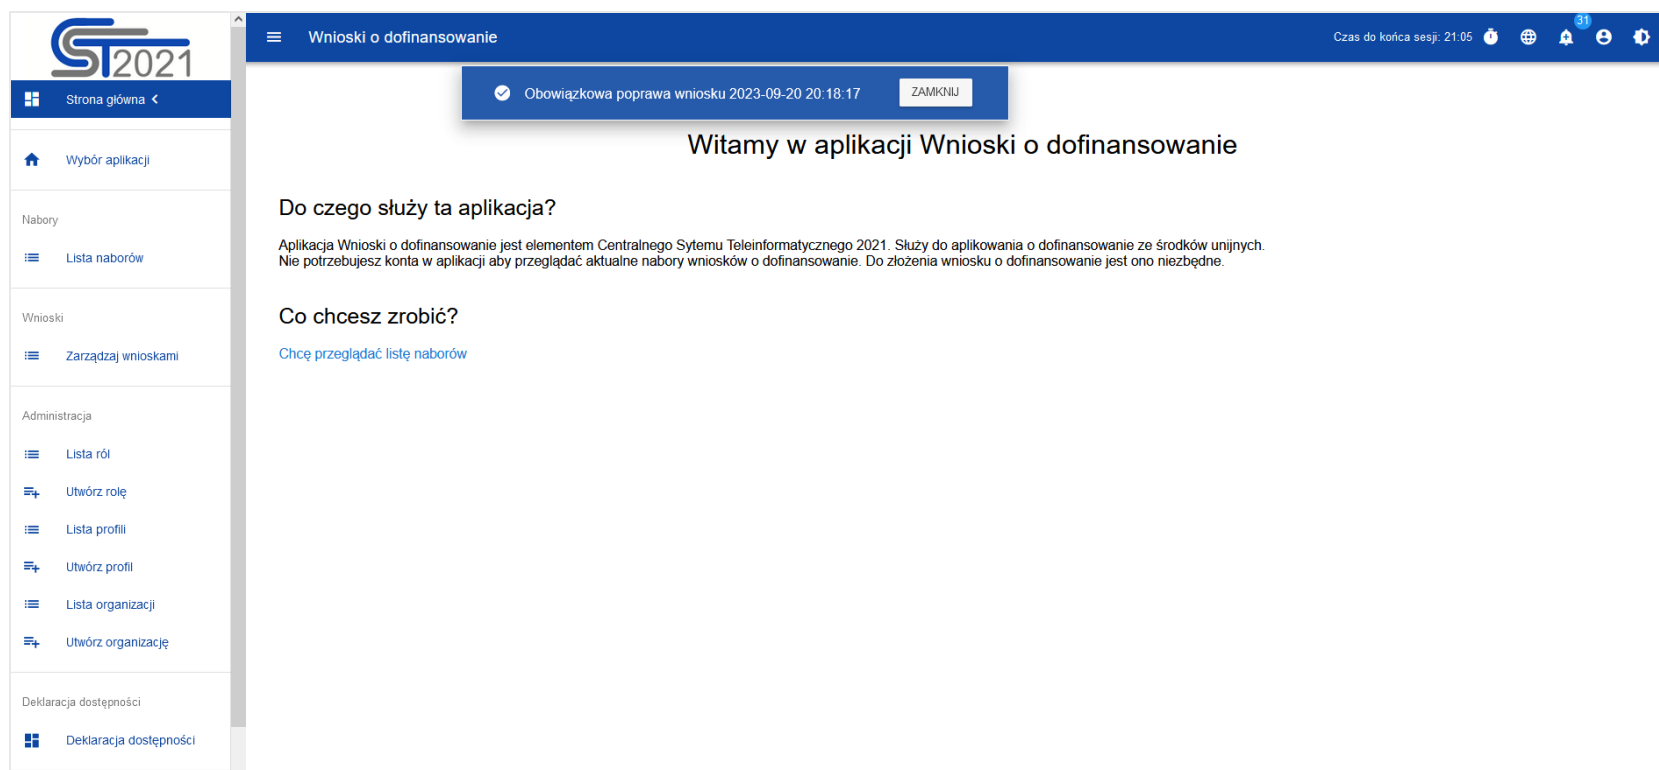 ST2021
Strona główna
Wybór aplikacji
Nabory
Lista naborów
Wnioski
Zarządzaj wnioskami
Administracja
Lista ról
Utwórz rolę
Lista profili
Utwórz profil
Lista organizacji
Utwórz organizację
Deklaracja dostępności
Deklaracja dostępności
Wnioski o dofinansowanie
Czas do końca sesji: 21:05
31
Obowiązkowa poprawa wniosku 2023-09-20 20:18:17
ZAMKNIJ
Witamy w aplikacji Wnioski o dofinansowanie
Do czego służy ta aplikacja?
Aplikacja Wnioski o dofinansowanie jest elementem Centralnego Sytemu Teleinformatycznego 2021. Służy do aplikowania o dofinansowanie ze środków unijnych.
Nie potrzebujesz konta w aplikacji aby przeglądać aktualne nabory wniosków o dofinansowanie. Do złożenia wniosku o dofinansowanie jest ono niezbędne.
Co chcesz zrobić?
Chcę przeglądać listę naborów